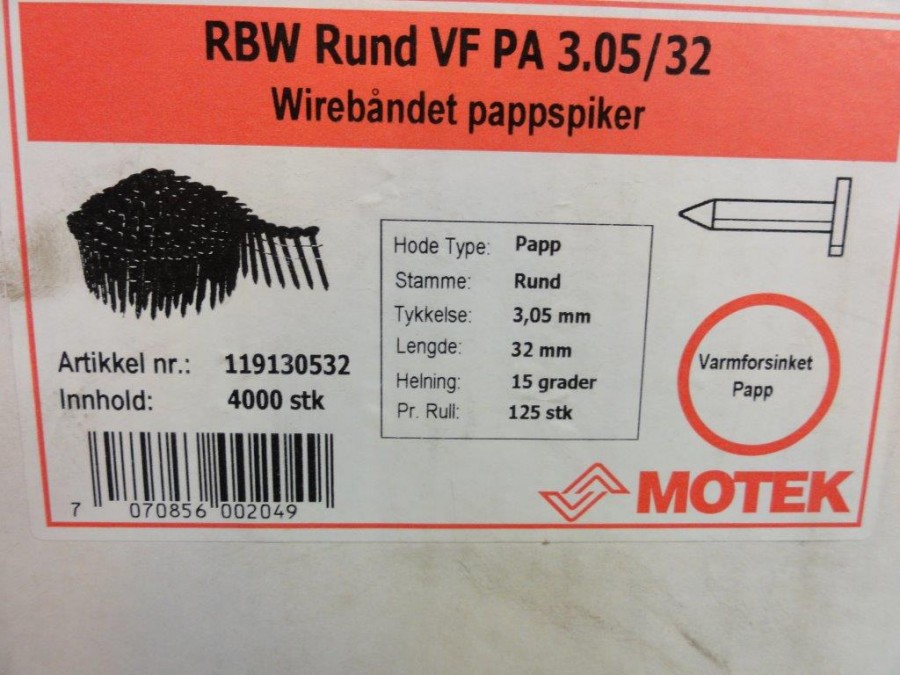 RBW Rund VF PA 3.05/32
Wirebåndet pappspiker
Hode Type: Papp
Stamme: Rund
Tykkelse: 3,05 mm
Lengde: 32 mm
Helning: 15 grader
Pr. Rull: 125 stk
Artikkel nr.: 119130532
Innhold: 4000 stk
Varmforsinket
Papp
7 070856 002049
MOTEK